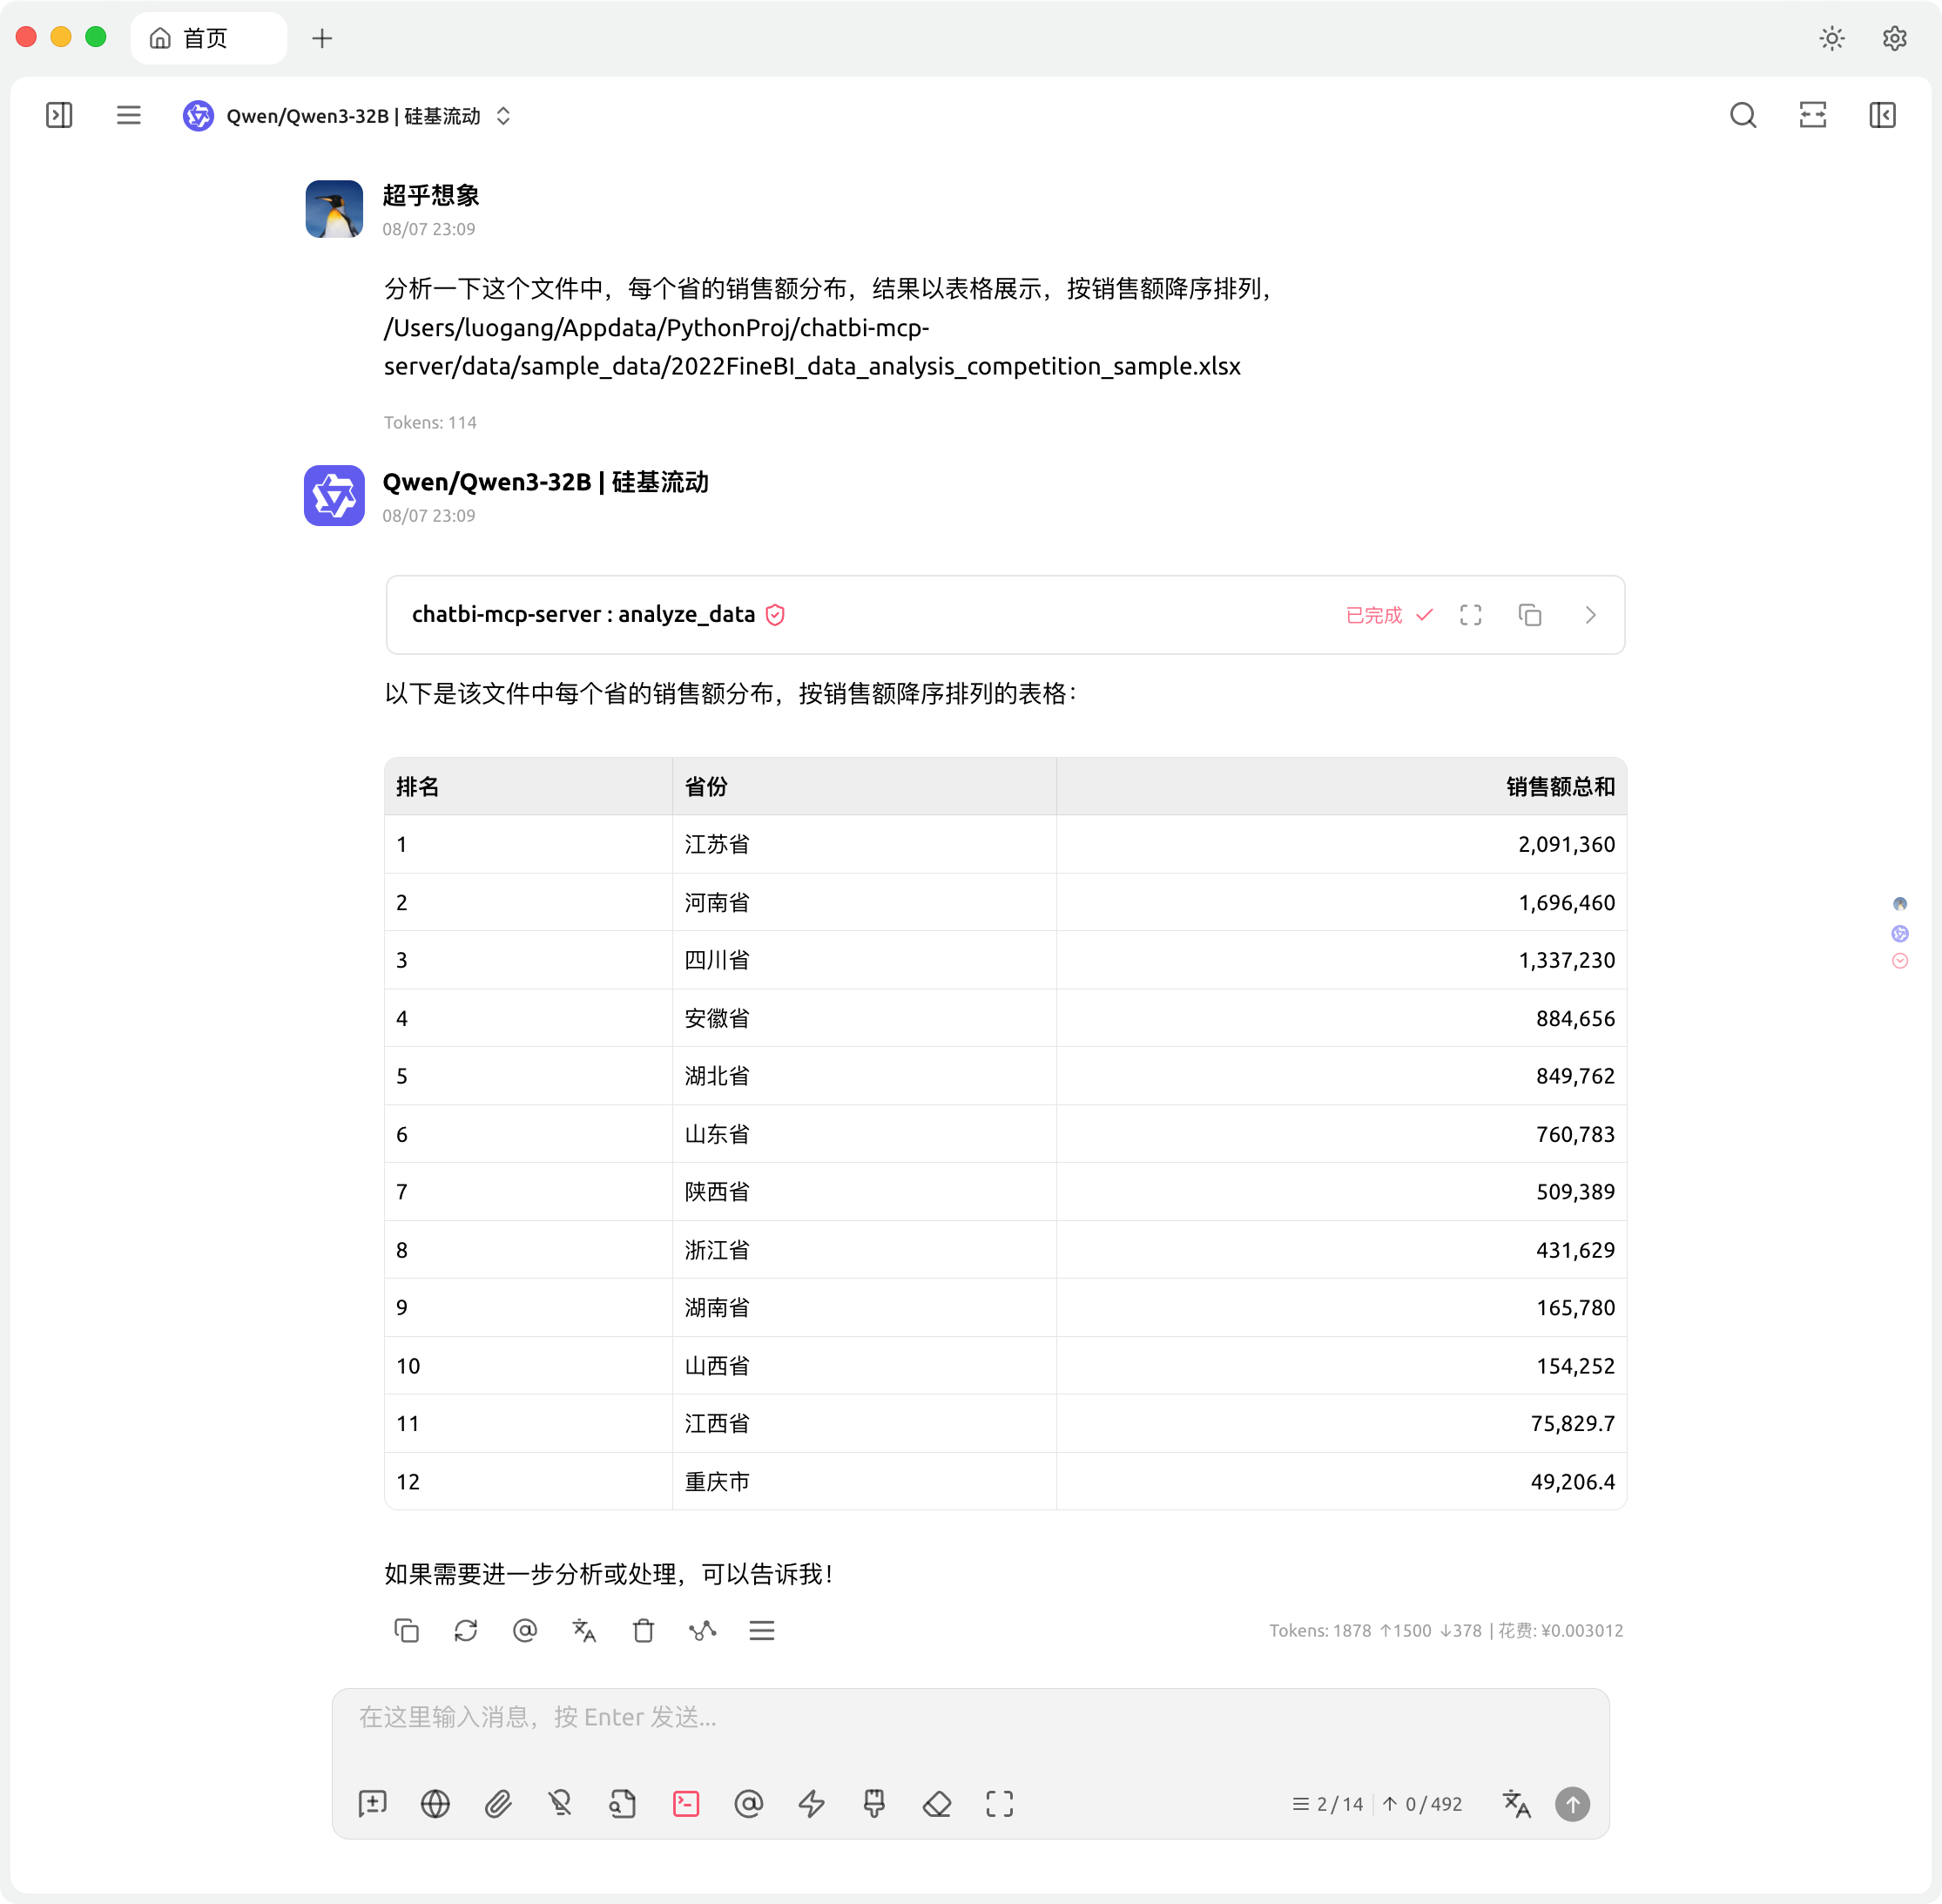 首页
Qwen/Qwen3-32B | 硅基流动
超乎想象
08/07 23:09
分析一下这个文件中，每个省的销售额分布，结果以表格展示，按销售额降序排列，
/Users/luogang/Appdata/PythonProj/chatbi-mcp-
server/data/sample_data/2022FineBI_data_analysis_competition_sample.xlsx
Tokens: 114
Qwen/Qwen3-32B | 硅基流动
08/07 23:09
chatbi-mcp-server : analyze_data 已完成
以下是该文件中每个省的销售额分布，按销售额降序排列的表格：
排名 省份 销售额总和
1 江苏省 2,091,360
2 河南省 1,696,460
3 四川省 1,337,230
4 安徽省 884,656
5 湖北省 849,762
6 山东省 760,783
7 陕西省 509,389
8 浙江省 431,629
9 湖南省 165,780
10 山西省 154,252
11 江西省 75,829.7
12 重庆市 49,206.4
如果需要进一步分析或处理，可以告诉我！
Tokens: 1878 ↑1500 ↓378 | 花费: ¥0.003012
在这里输入消息，按 Enter 发送...
2 / 14 ↑ 0 / 492